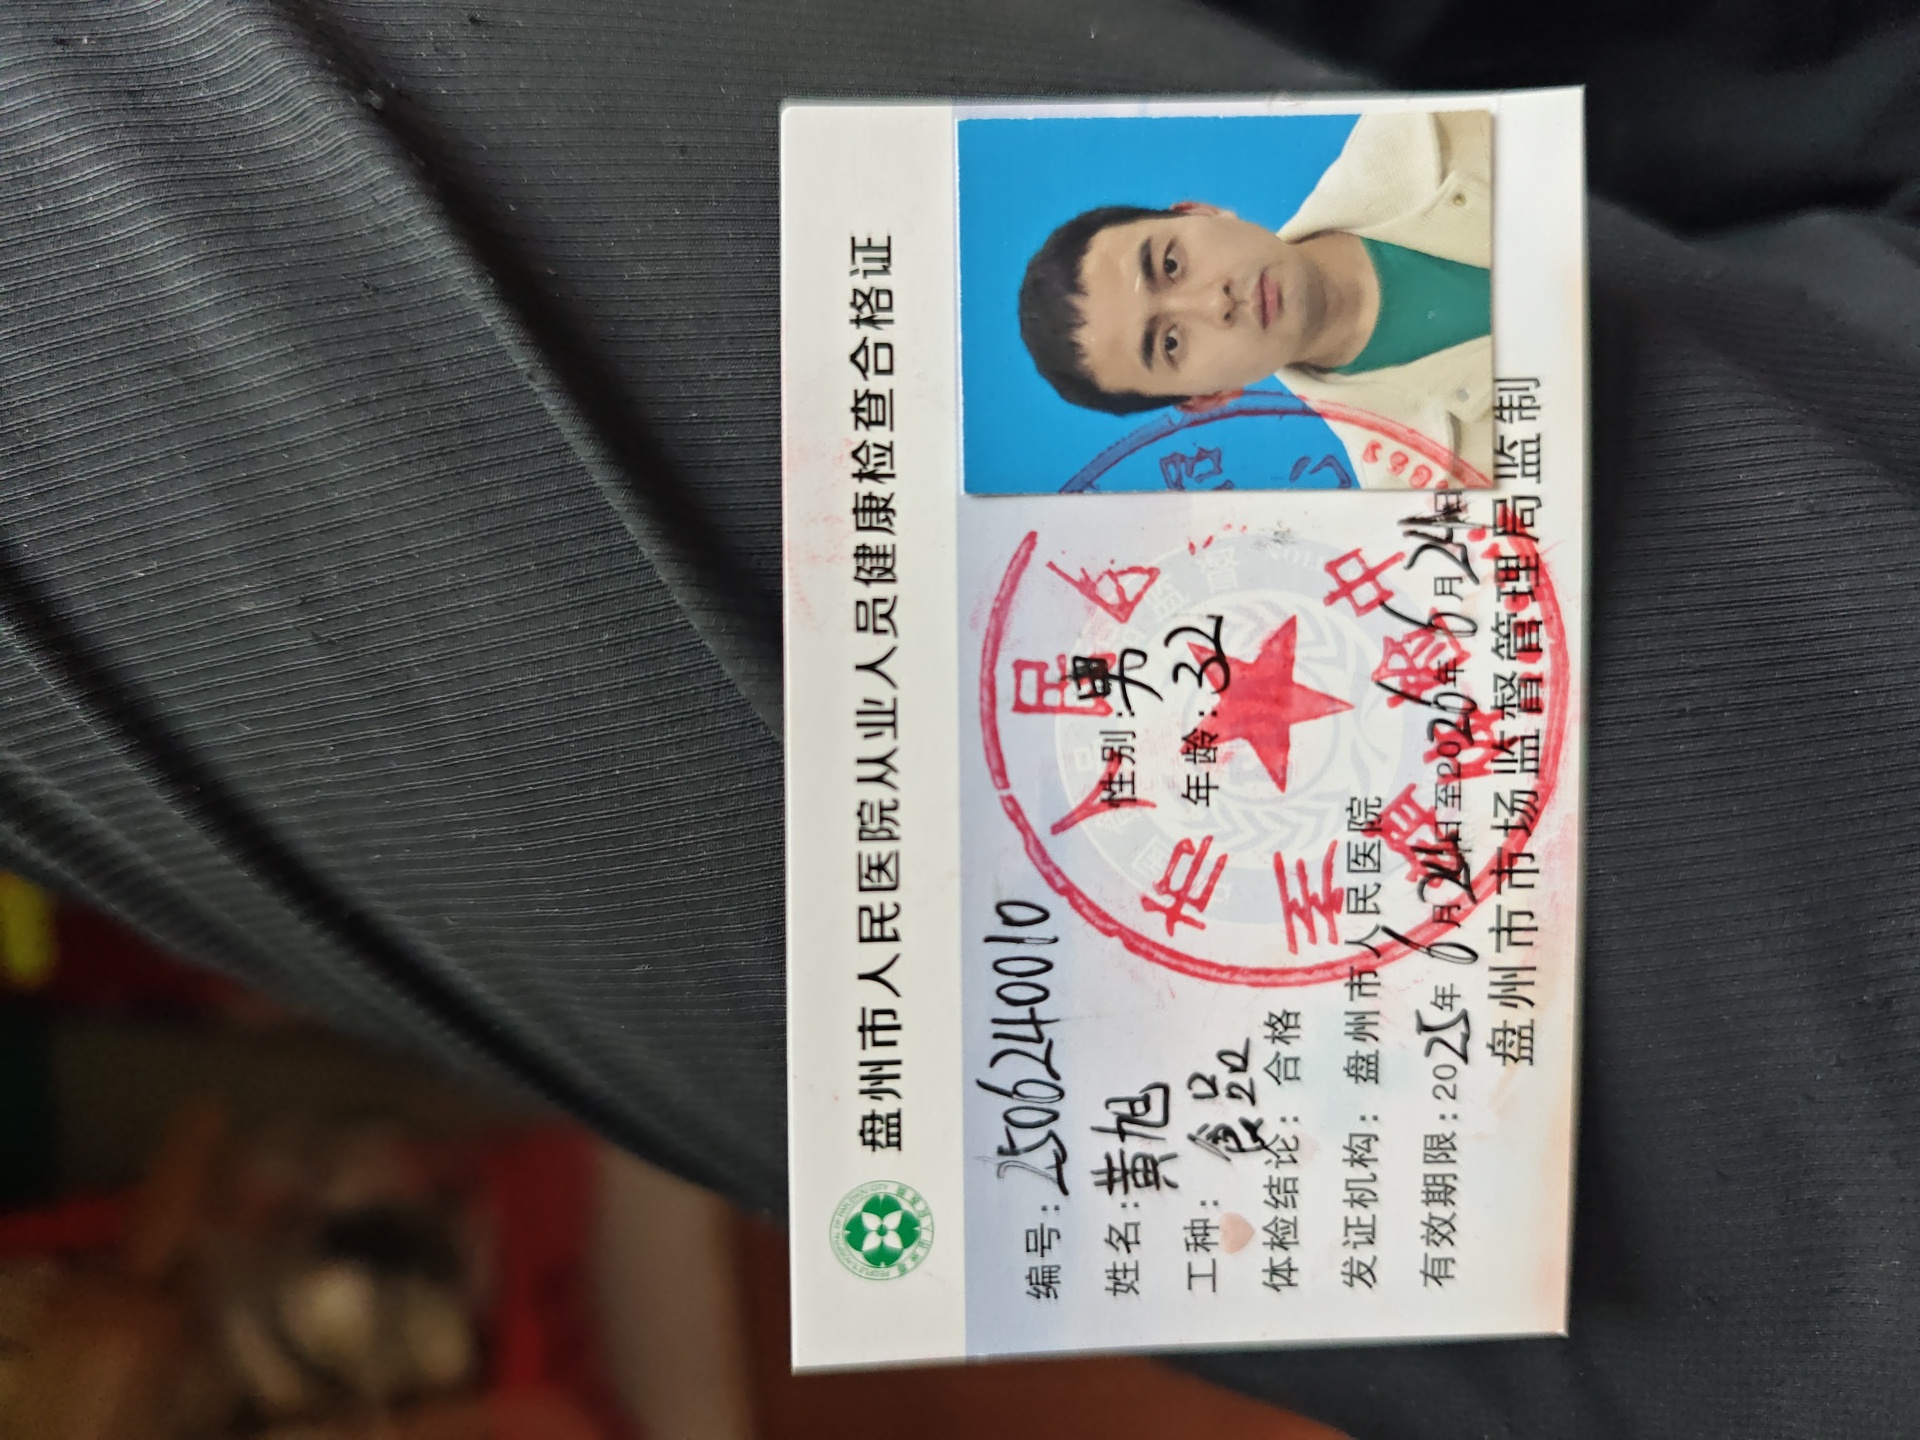 盘州市人民医院从业人员健康检查合格证
编号：2506240010
姓名：黄旭 性别：男
工种：食品 年龄：32
体检结论：合格
发证机构：盘州市人民医院
有效期限：2025年6月24日至2026年6月24日
盘州市市场监督管理局监制